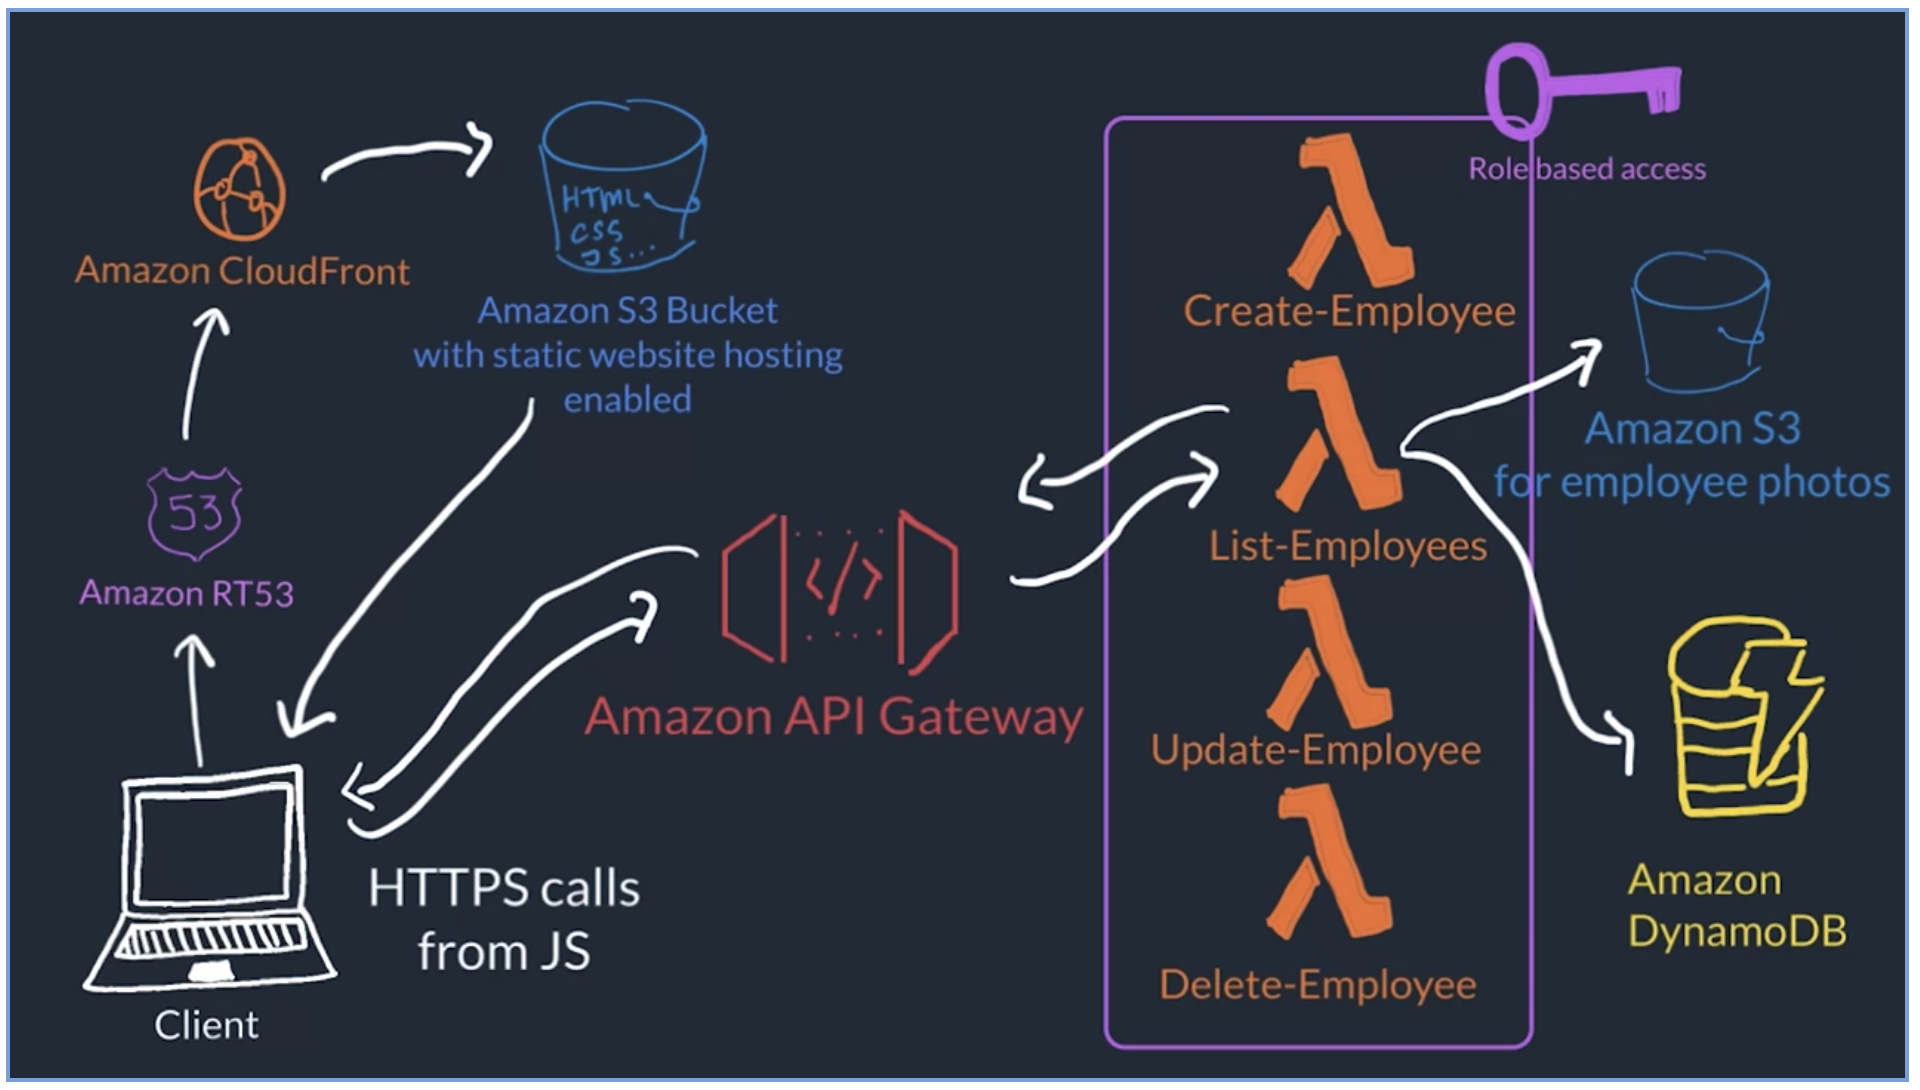 Role based access
HTML
CSS
JS...
Amazon CloudFront
Amazon S3 Bucket
with static website hosting
enabled
Create-Employee
Amazon S3
for employee photos
53
Amazon RT53
</>
List-Employees
Amazon API Gateway
Update-Employee
HTTPS calls
from JS
Amazon
DynamoDB
Delete-Employee
Client